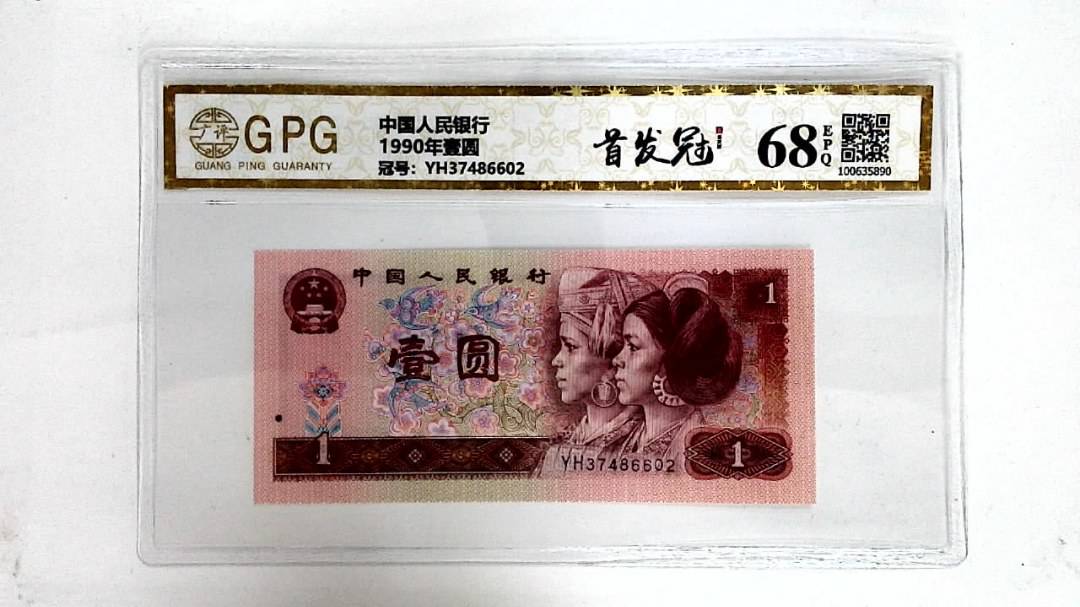 广评
GPG
GUANG PING GUARANTY
中国人民银行
1990年壹圆
冠号：YH37486602
首发冠
68
EPQ
100635890
中国人民银行
1
壹圆
1
YH37486602
1